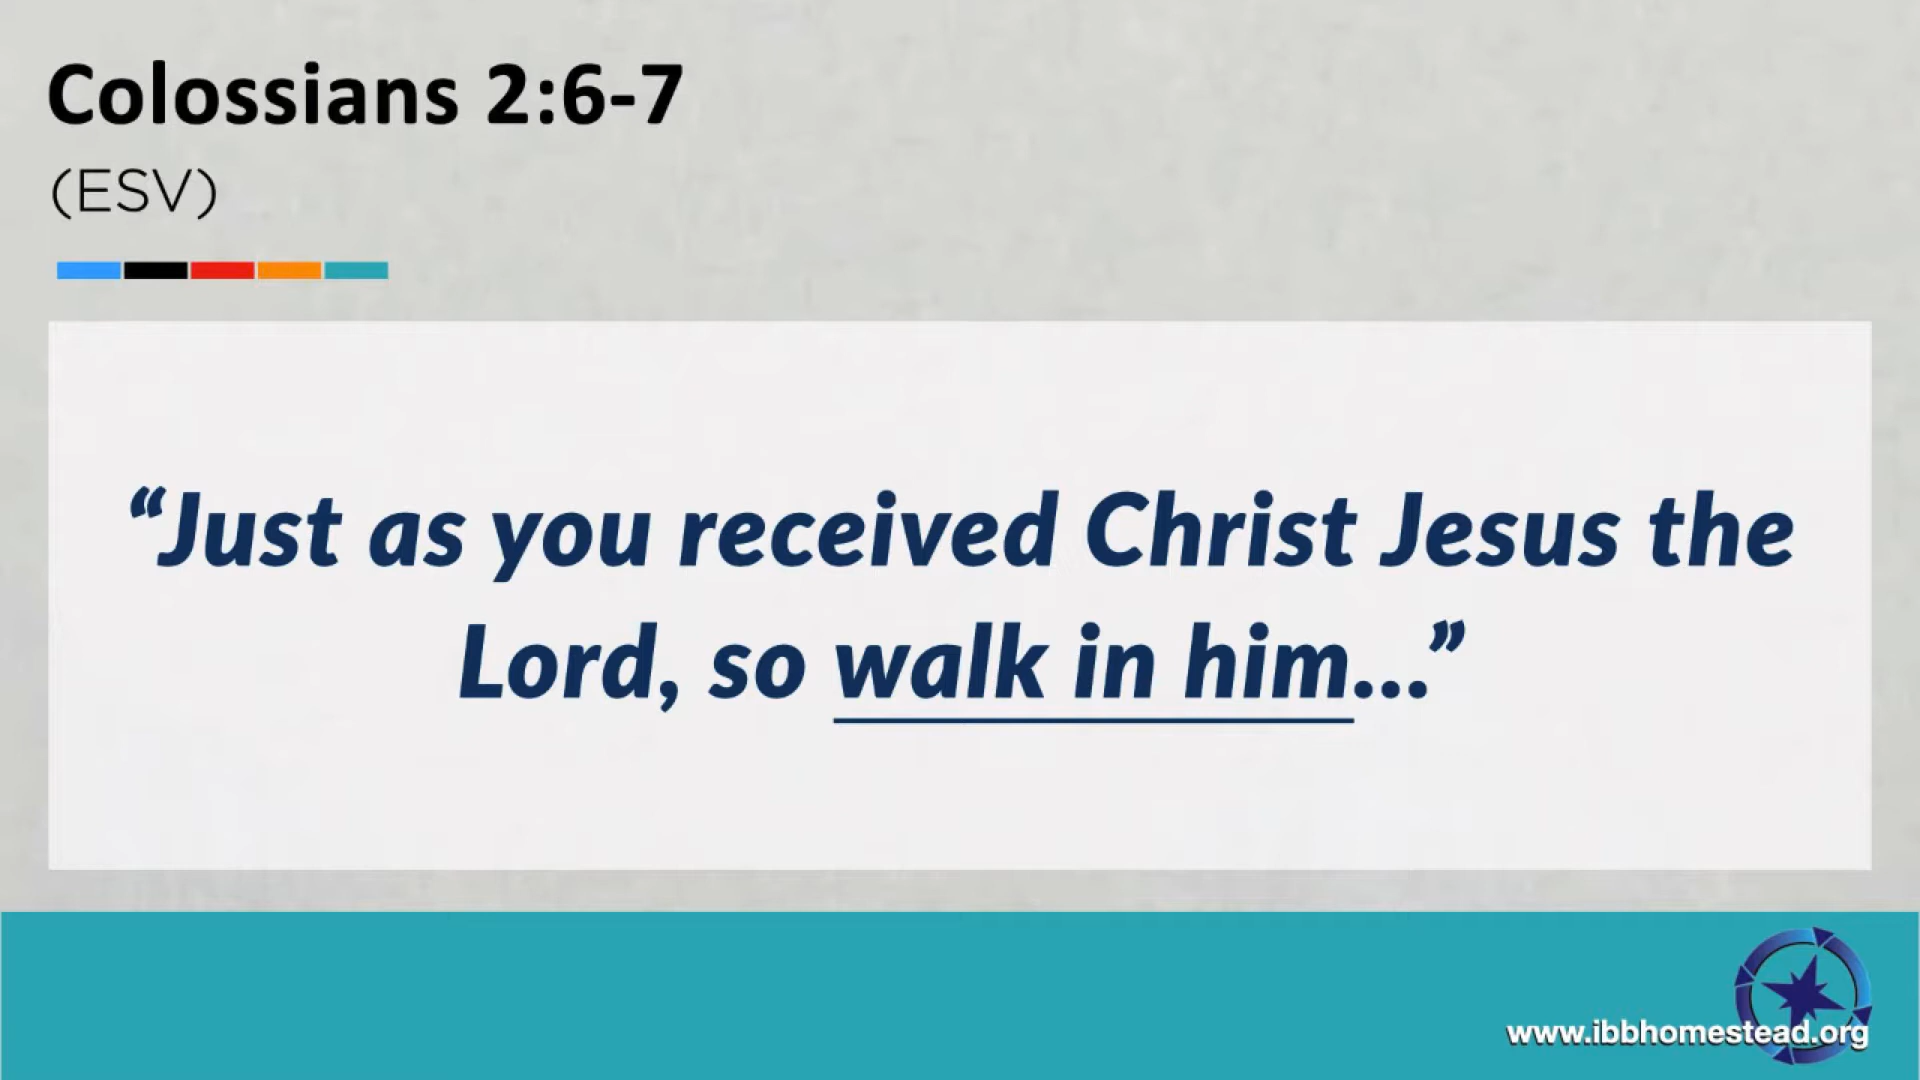 Colossians 2:6-7
(ESV)
“Just as you received Christ Jesus the
Lord, so walk in him...”
www.ibbhomestead.org